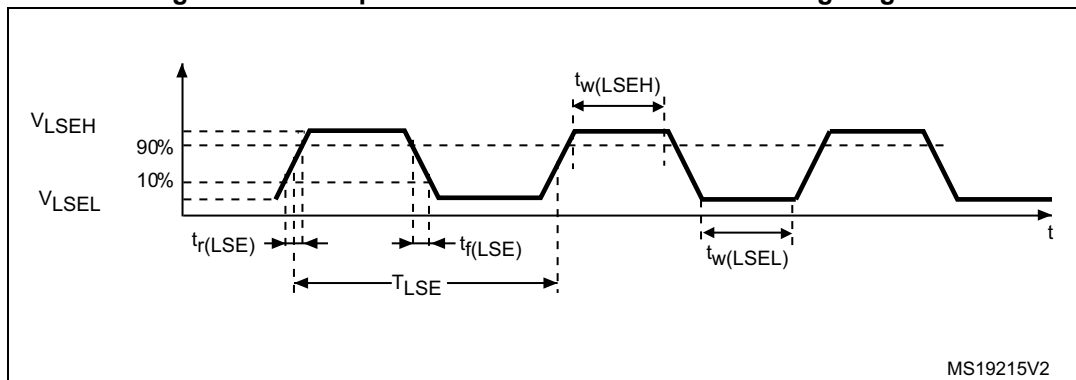 tw(LSEH)
VLSEH
90%
10%
VLSEL
tr(LSE)
tf(LSE)
tw(LSEL)
t
TLSE
MS19215V2